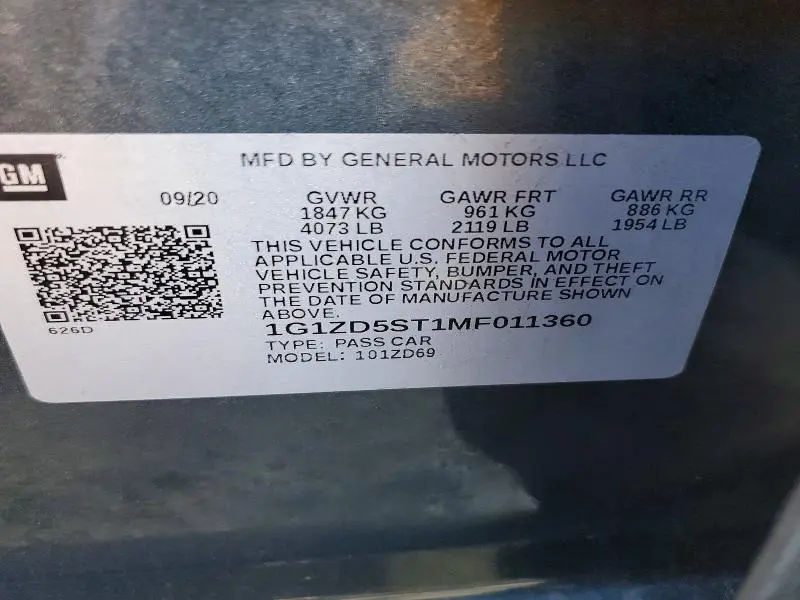 GM
MFD BY GENERAL MOTORS LLC
09/20 GVWR GAWR FRT GAWR RR
1847 KG 961 KG 886 KG
4073 LB 2119 LB 1954 LB
THIS VEHICLE CONFORMS TO ALL
APPLICABLE U.S. FEDERAL MOTOR
VEHICLE SAFETY, BUMPER, AND THEFT
PREVENTION STANDARDS IN EFFECT ON
THE DATE OF MANUFACTURE SHOWN
ABOVE.
626D
1G1ZD5ST1MF011360
TYPE: PASS CAR
MODEL: 101ZD69